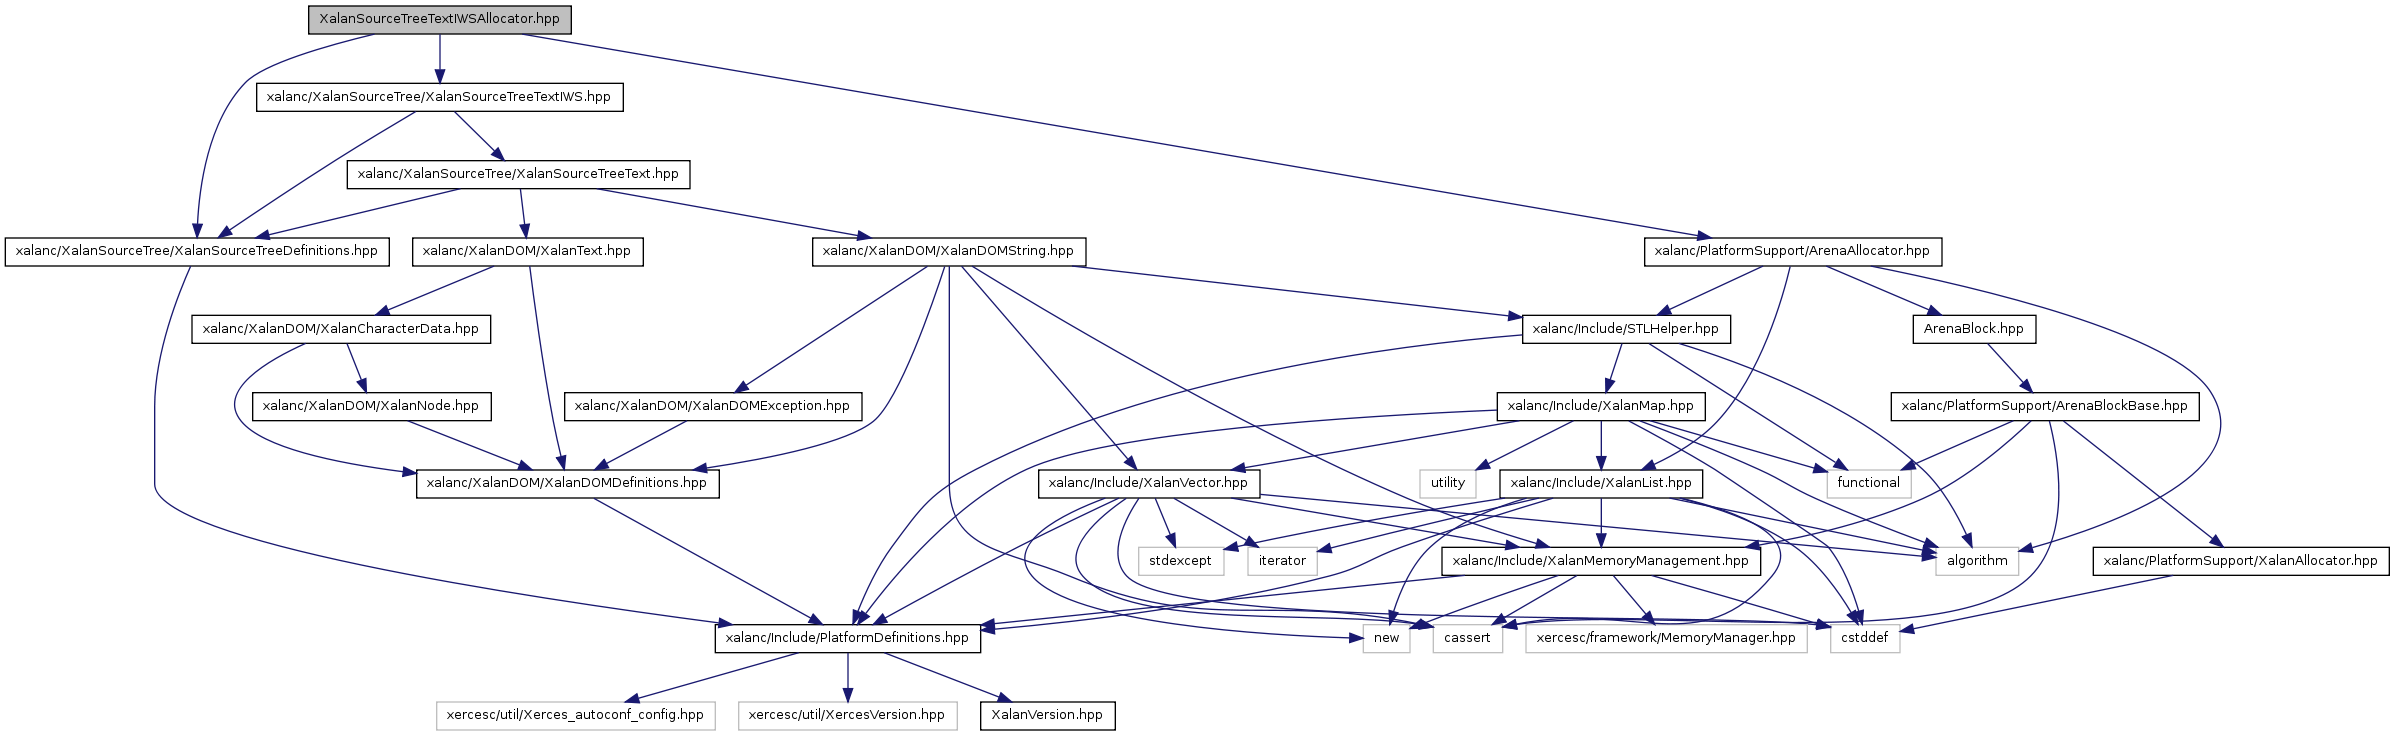 XalanSourceTreeTextIWSAllocator.hpp
xalanc/XalanSourceTree/XalanSourceTreeTextIWS.hpp
xalanc/XalanSourceTree/XalanSourceTreeText.hpp
xalanc/XalanSourceTree/XalanSourceTreeDefinitions.hpp
xalanc/XalanDOM/XalanText.hpp
xalanc/XalanDOM/XalanDOMString.hpp
xalanc/PlatformSupport/ArenaAllocator.hpp
xalanc/XalanDOM/XalanCharacterData.hpp
xalanc/Include/STLHelper.hpp
ArenaBlock.hpp
xalanc/XalanDOM/XalanNode.hpp
xalanc/XalanDOM/XalanDOMException.hpp
xalanc/Include/XalanMap.hpp
xalanc/PlatformSupport/ArenaBlockBase.hpp
xalanc/XalanDOM/XalanDOMDefinitions.hpp
xalanc/Include/XalanVector.hpp
utility
xalanc/Include/XalanList.hpp
functional
stdexcept
iterator
xalanc/Include/XalanMemoryManagement.hpp
algorithm
xalanc/PlatformSupport/XalanAllocator.hpp
xalanc/Include/PlatformDefinitions.hpp
new
cassert
xercesc/framework/MemoryManager.hpp
cstddef
xercesc/util/Xerces_autoconf_config.hpp
xercesc/util/XercesVersion.hpp
XalanVersion.hpp